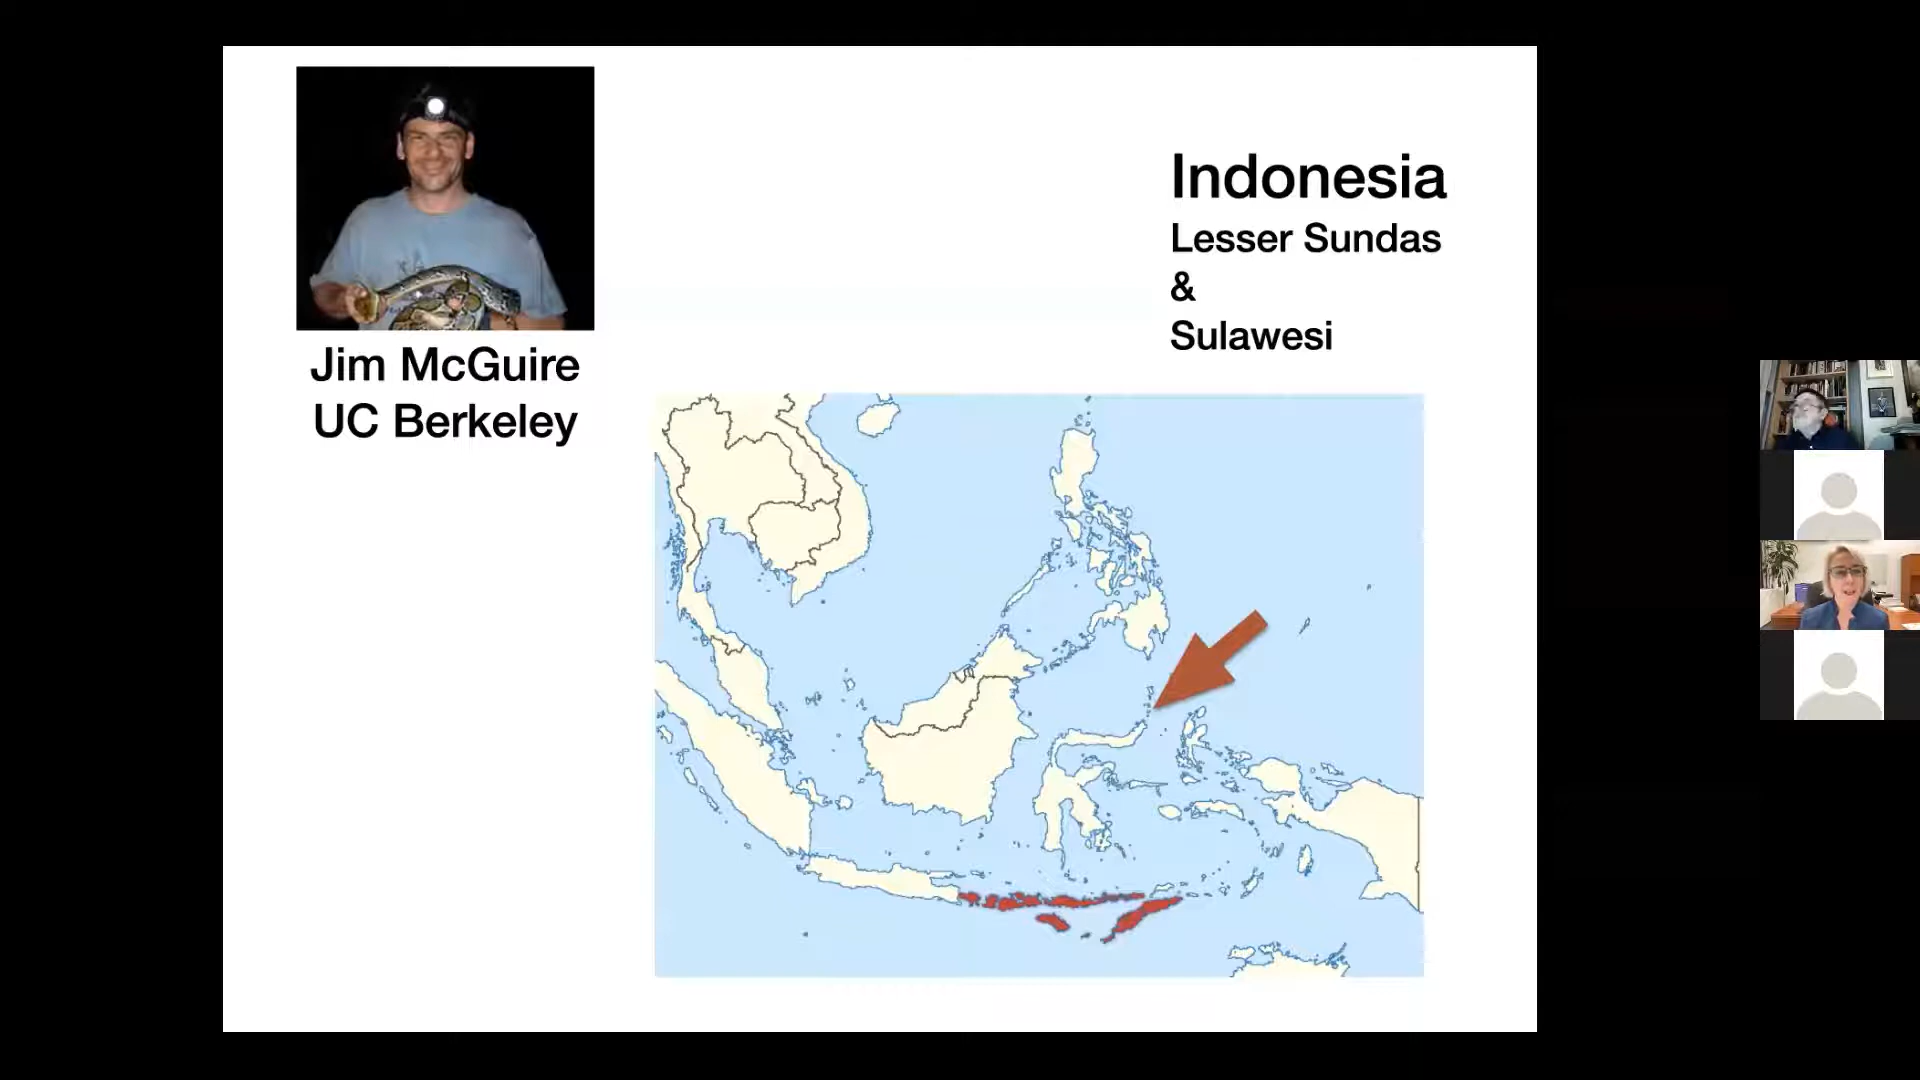 Jim McGuire
UC Berkeley
Indonesia
Lesser Sundas
&
Sulawesi